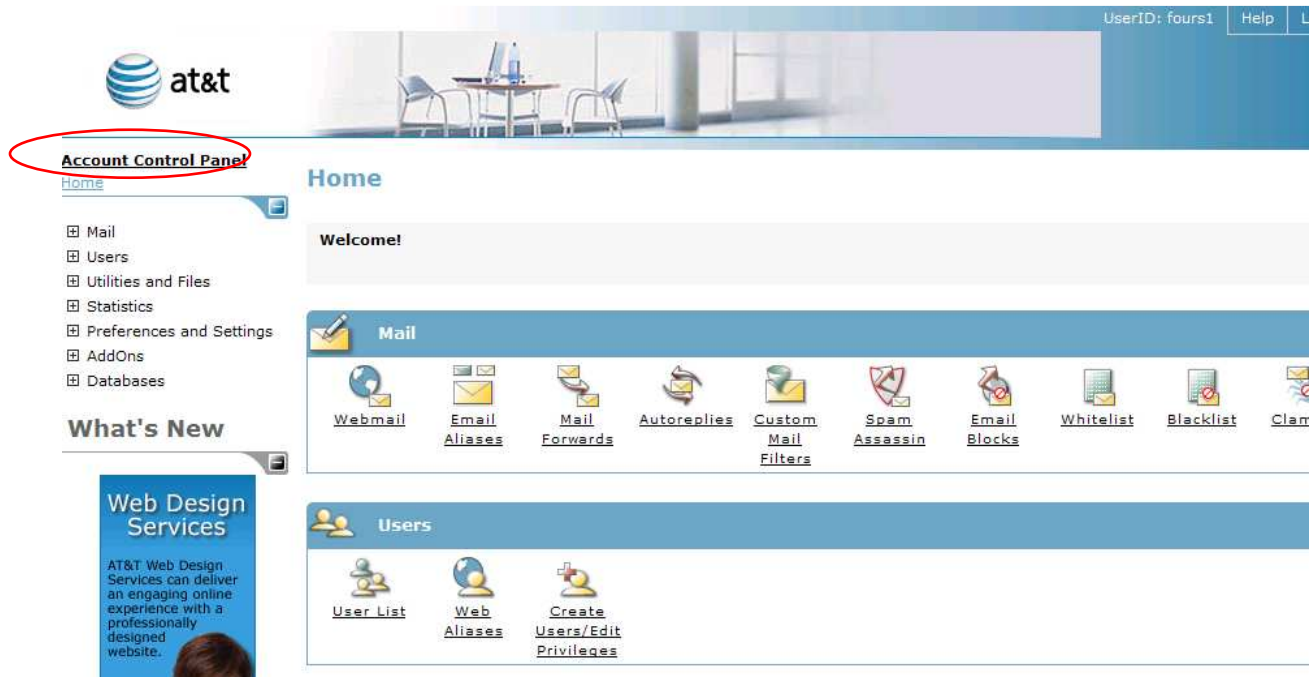 UserID: fours1 Help
at&t
Account Control Panel
Home
Home
Mail
Users
Utilities and Files
Statistics
Preferences and Settings
AddOns
Databases
What's New
Web Design
Services
AT&T Web Design
Services can deliver
an engaging online
experience with a
professionally
designed
website.
Welcome!
Mail
Webmail
Email
Aliases
Mail
Forwards
Autoreplies
Custom
Mail
Filters
Spam
Assassin
Email
Blocks
Whitelist
Blacklist
Users
User List
Web
Aliases
Create
Users/Edit
Privileges